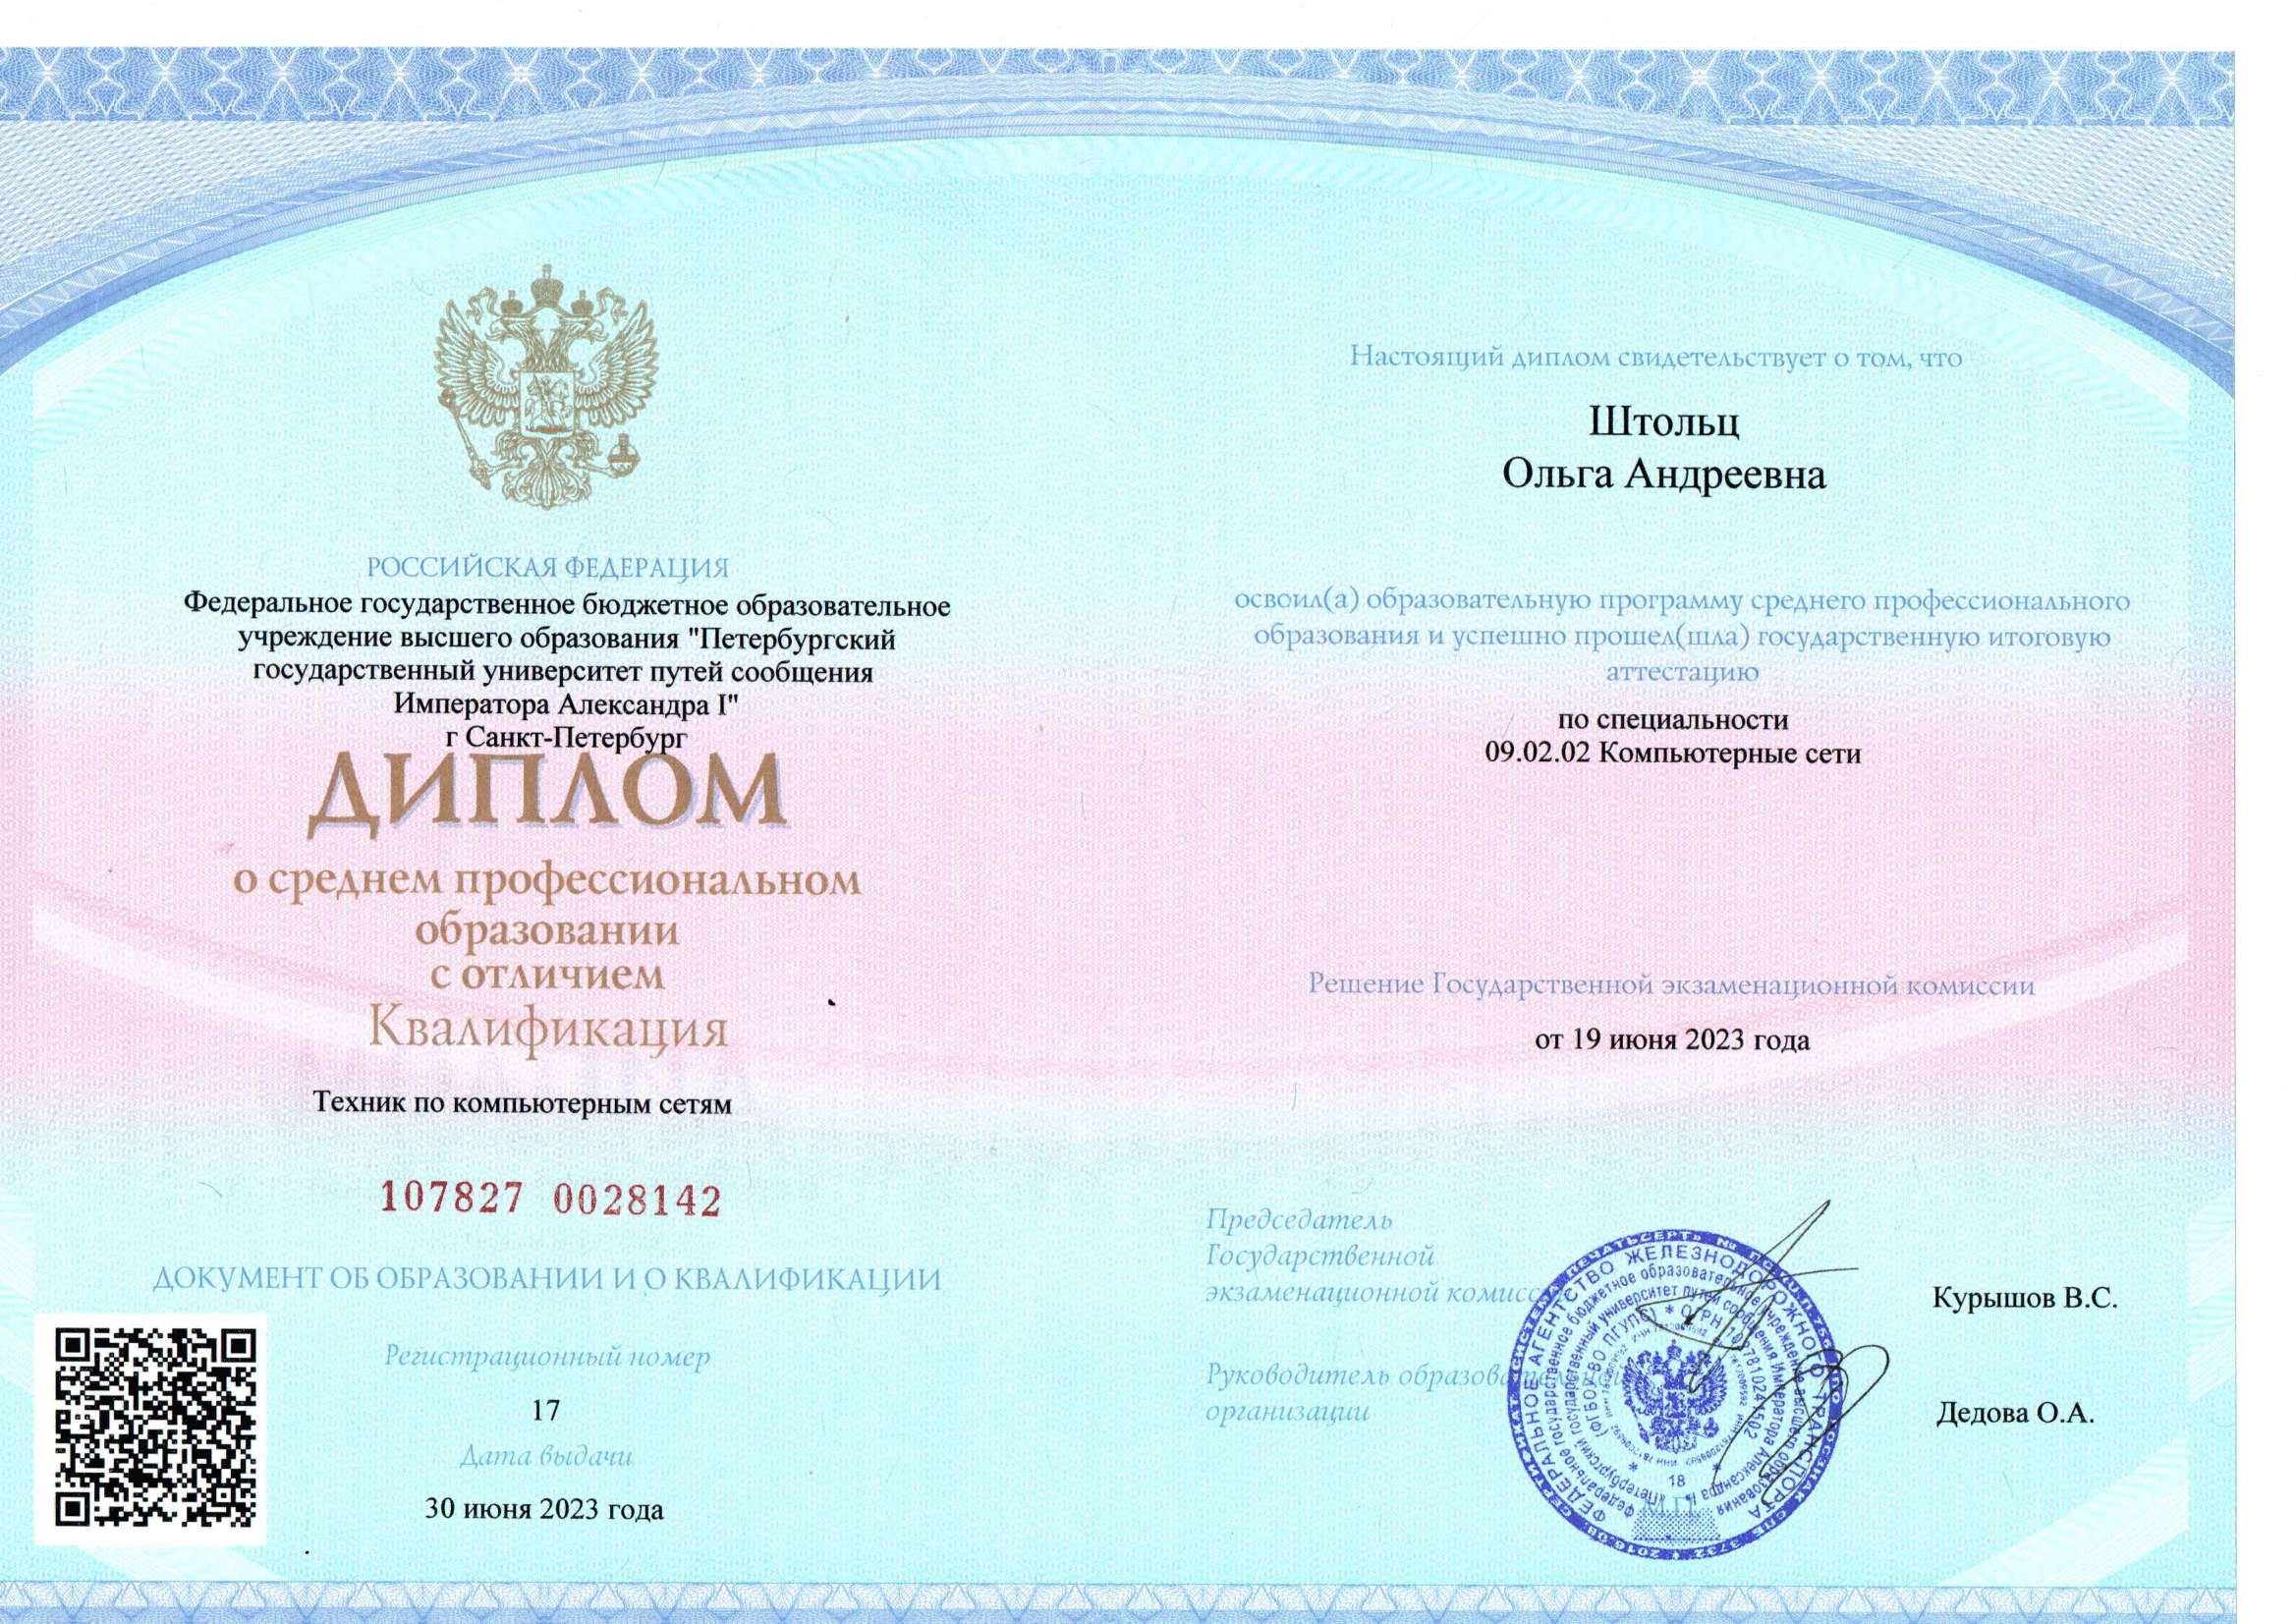 РОССИЙСКАЯ ФЕДЕРАЦИЯ
Федеральное государственное бюджетное образовательное
учреждение высшего образования "Петербургский
государственный университет путей сообщения
Императора Александра I"
г Санкт-Петербург
ДИПЛОМ
о среднем профессиональном
образовании
с отличием
Квалификация
Техник по компьютерным сетям
107827 0028142
ДОКУМЕНТ ОБ ОБРАЗОВАНИИ И О КВАЛИФИКАЦИИ
Регистрационный номер
17
Дата выдачи
30 июня 2023 года
Настоящий диплом свидетельствует о том, что
Штольц
Ольга Андреевна
освоил(а) образовательную программу среднего профессионального
образования и успешно прошел(шла) государственную итоговую
аттестацию
по специальности
09.02.02 Компьютерные сети
Решение Государственной экзаменационной комиссии
от 19 июня 2023 года
Председатель
Государственной
экзаменационной комиссии
Курышов В.С.
Руководитель образовательной
организации
Дедова О.А.
ФЕДЕРАЛЬНОЕ АГЕНТСТВО ЖЕЛЕЗНОДОРОЖНОГО ТРАНСПОРТА
Федеральное государственное бюджетное образовательное учреждение высшего образования
«Петербургский государственный университет путей сообщения Императора Александра I»
(ФГБОУ ВО ПГУПС) * ОГРН 1027810241502
18
М.П.